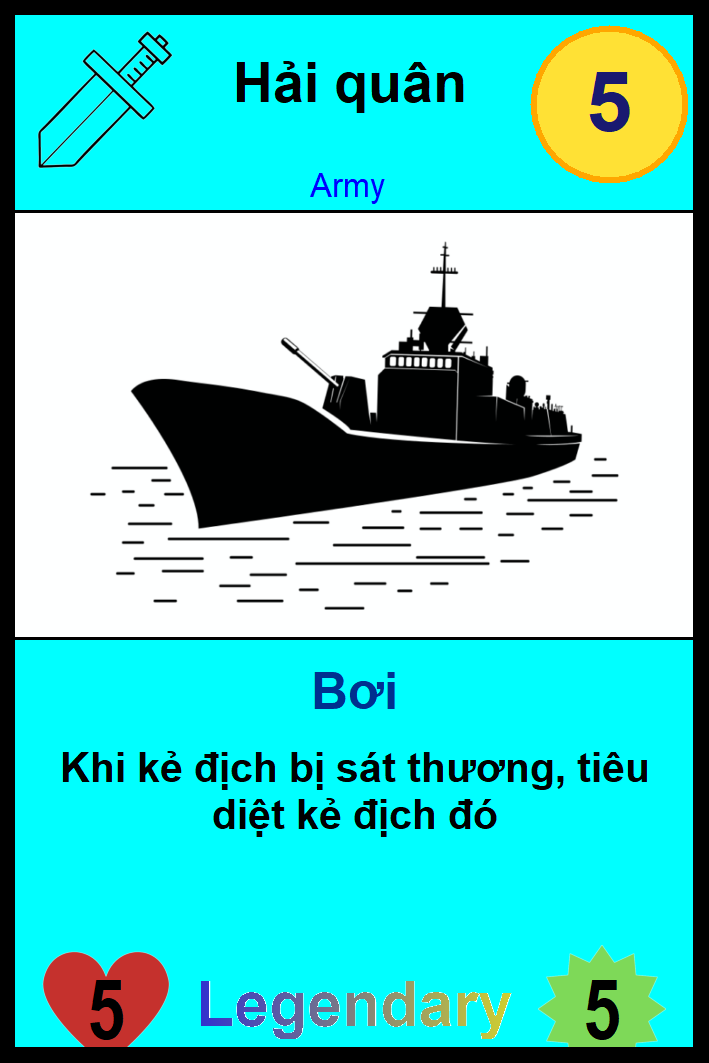 Hải quân
5
Army
Bơi
Khi kẻ địch bị sát thương, tiêu
diệt kẻ địch đó
5
Legendary
5